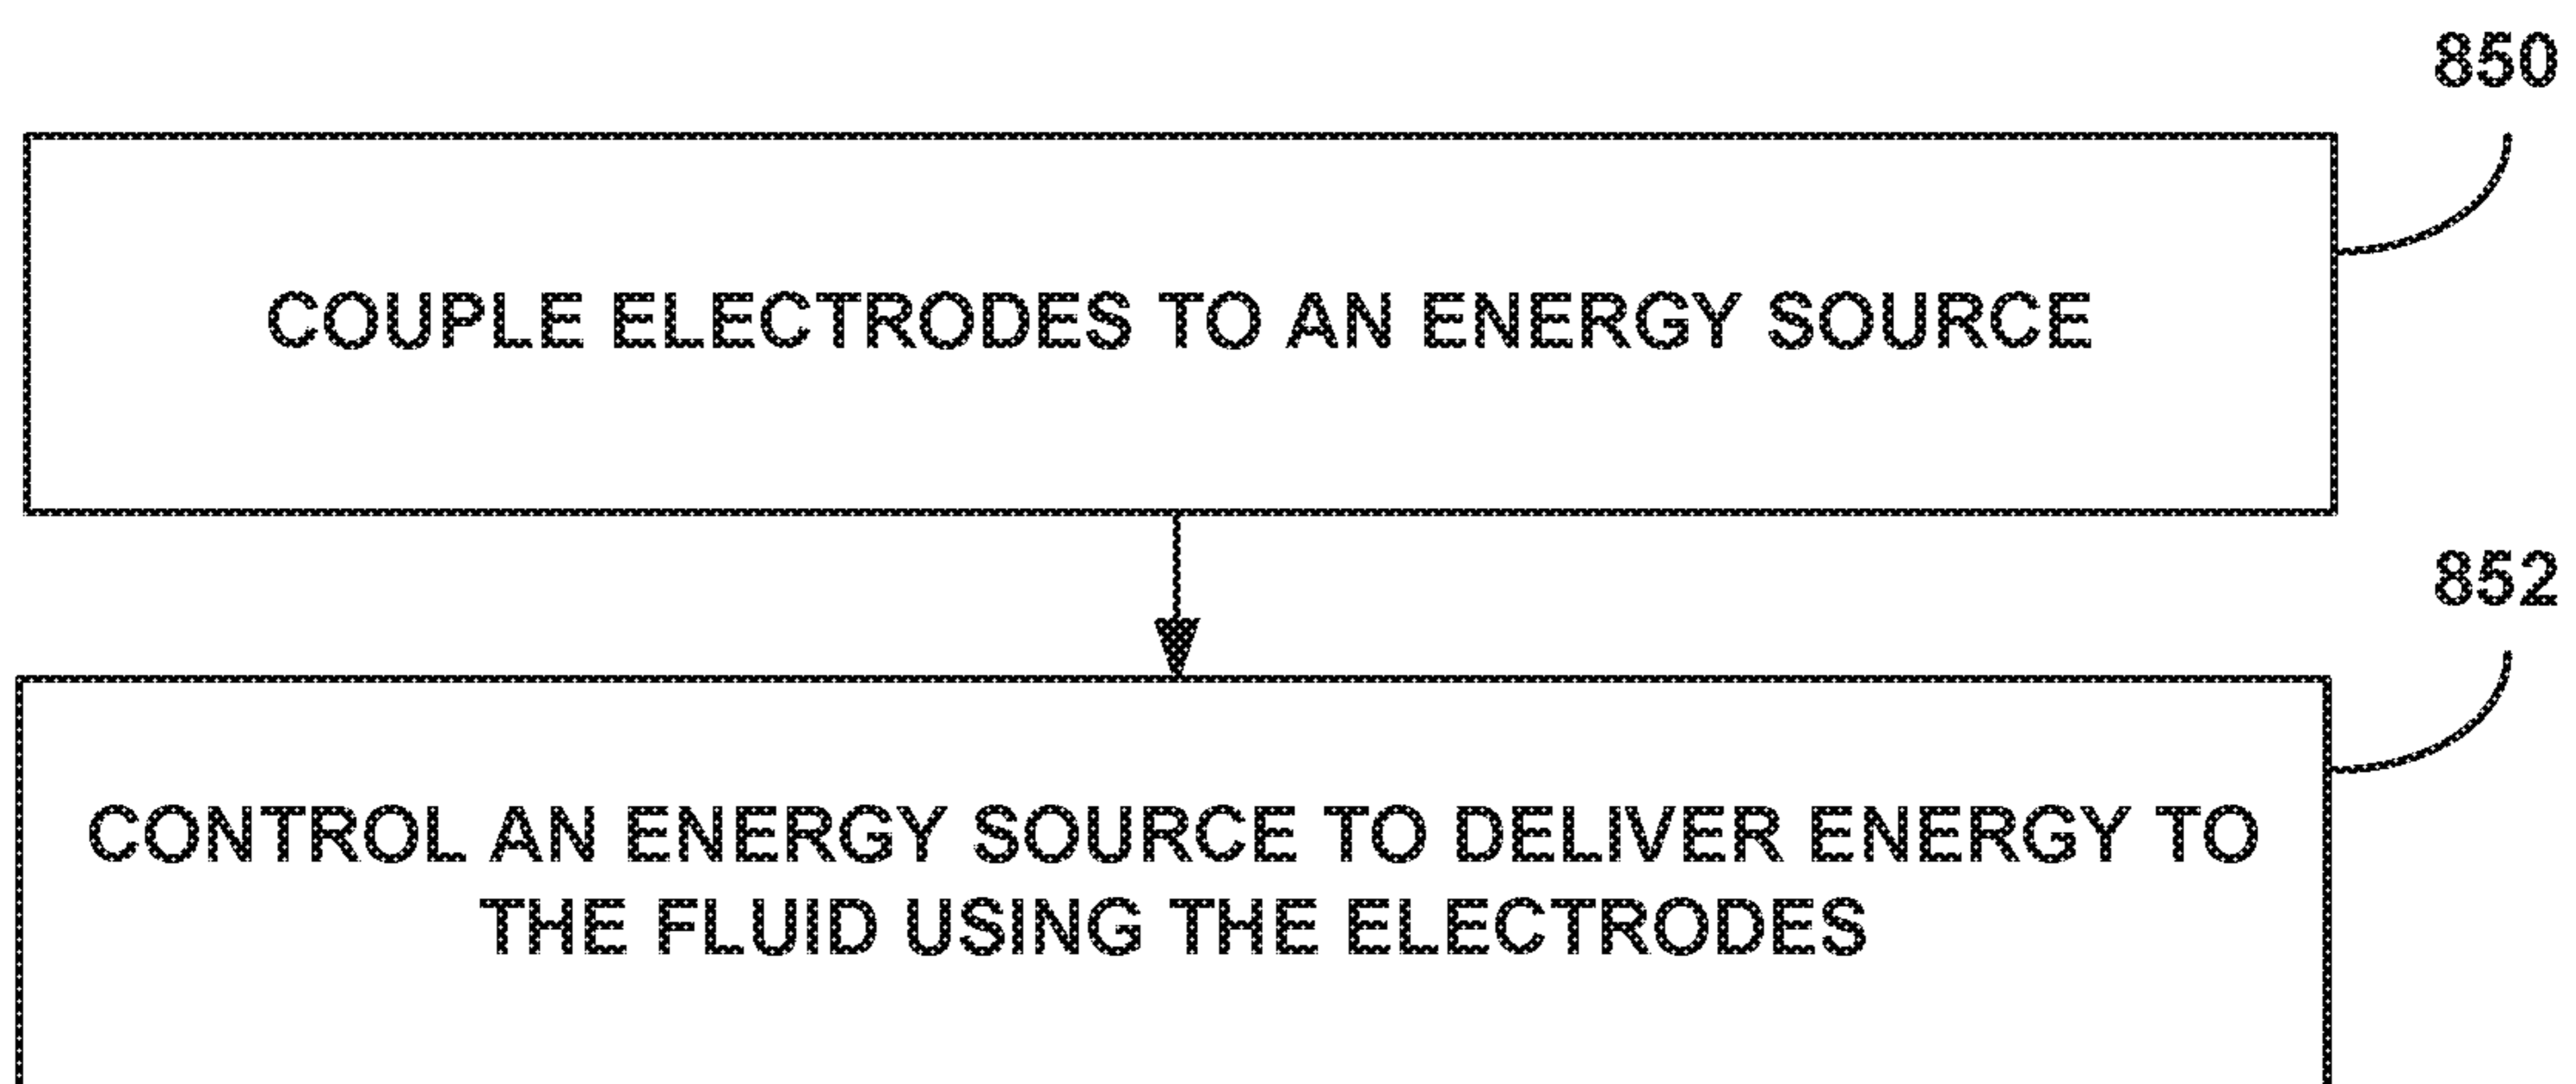 850
COUPLE ELECTRODES TO AN ENERGY SOURCE
852
CONTROL AN ENERGY SOURCE TO DELIVER ENERGY TO
THE FLUID USING THE ELECTRODES